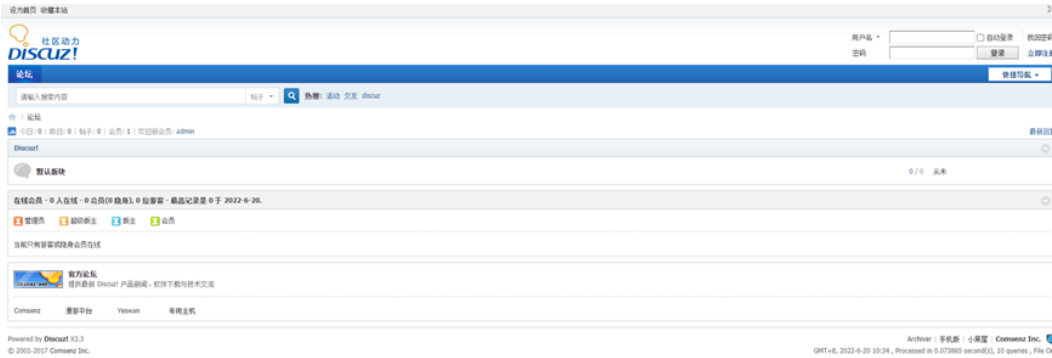 设为首页 收藏本站
社区动力
DISCUZ!
用户名 自动登录 找回密码
密码 登录 立即注册
论坛 快捷导航
请输入搜索内容 帖子 热搜: 活动 交友 discuz
论坛
今日: 0 | 昨日: 0 | 帖子: 0 | 会员: 1 | 欢迎新会员: admin 最新回
Discuz!
默认版块 0 / 0 从未
在线会员 - 0 人在线 - 0 会员(0 隐身), 0 位游客 - 最高记录是 0 于 2022-6-20.
管理员 超级版主 版主 会员
当前只有游客或隐身会员在线
官方论坛
提供最新 Discuz! 产品新闻、软件下载与技术交流
Comsenz 漫游平台 Yeswan 专用主机
Powered by Discuz! X3.3 Archiver | 手机版 | 小黑屋 | Comsenz Inc.
© 2001-2017 Comsenz Inc. GMT+8, 2022-6-20 10:34 , Processed in 0.073865 second(s), 10 queries , File O